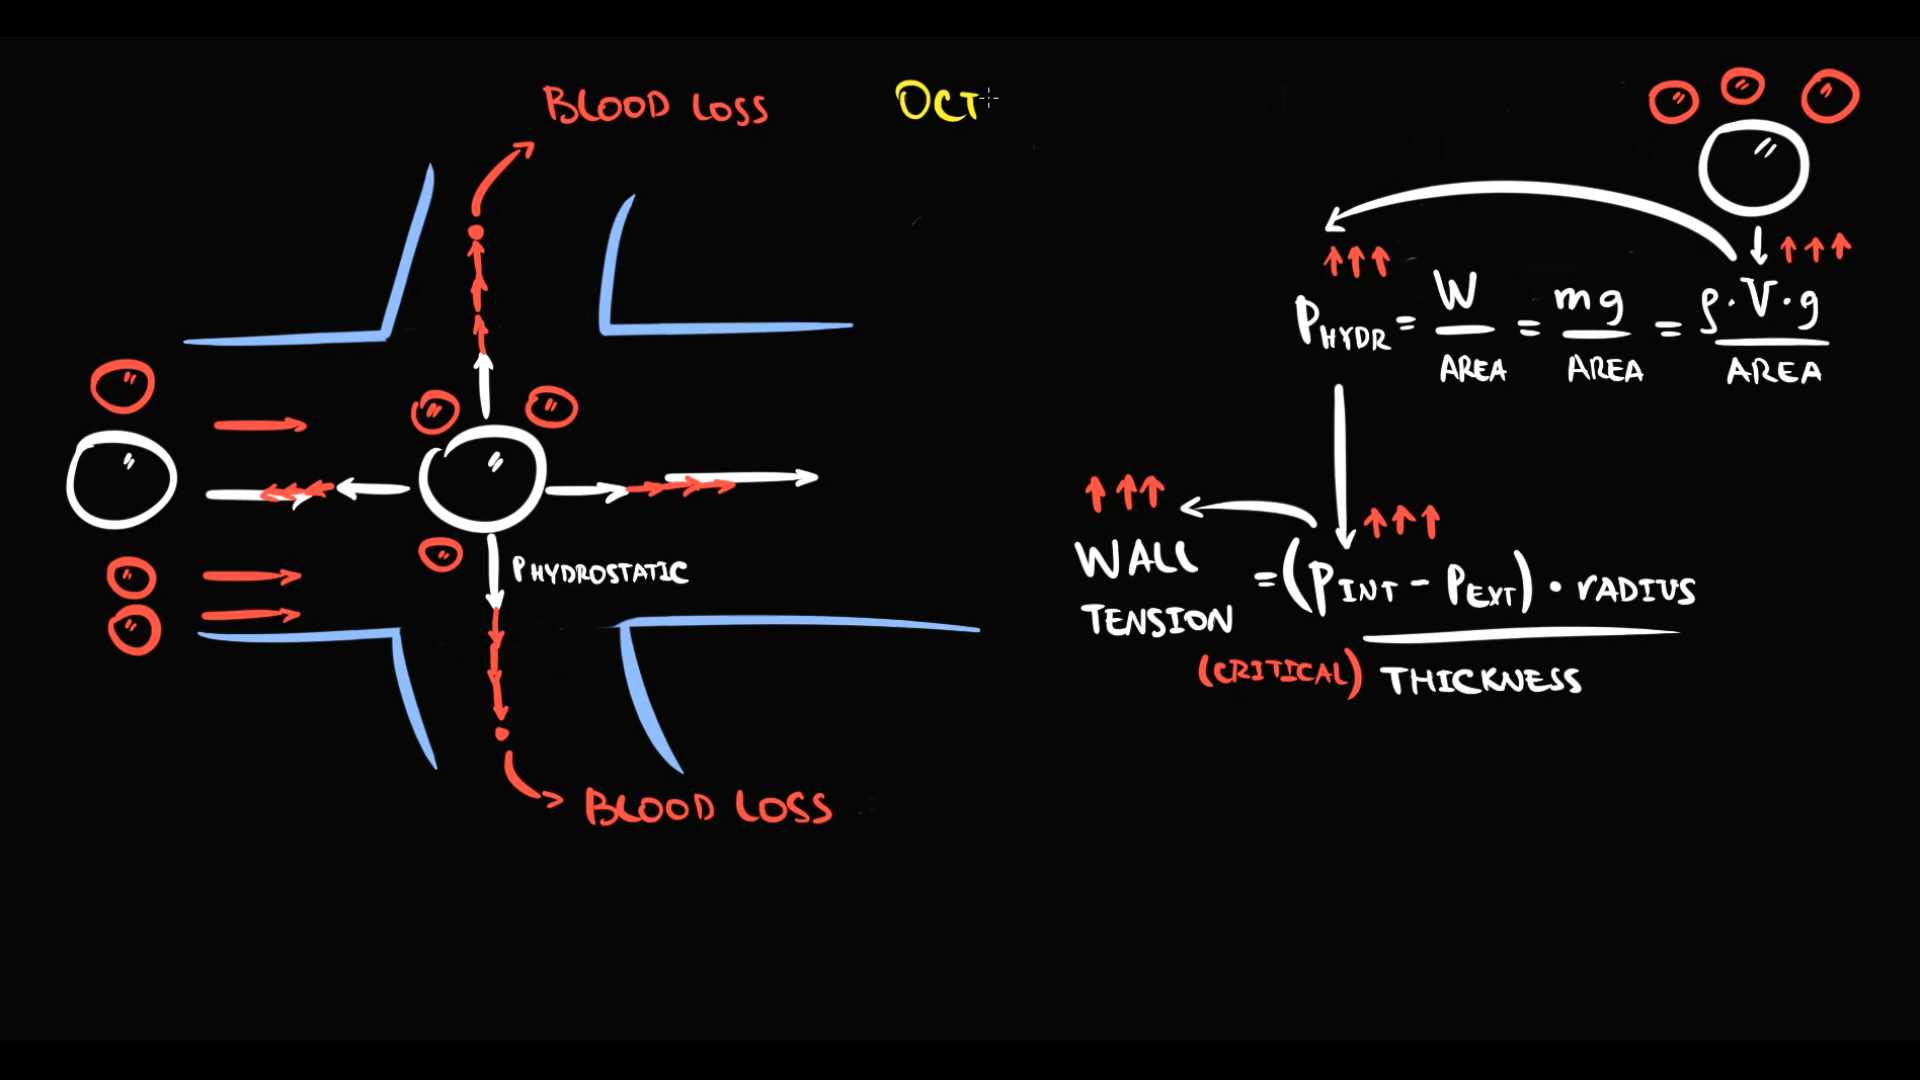 BLOOD LOSS
OCT
PHYDROSTATIC
BLOOD LOSS
PHYDR = W / AREA = mg / AREA = ρ·V·g / AREA
WALL TENSION = (PINT - PEXT) · RADIUS
(CRITICAL) THICKNESS